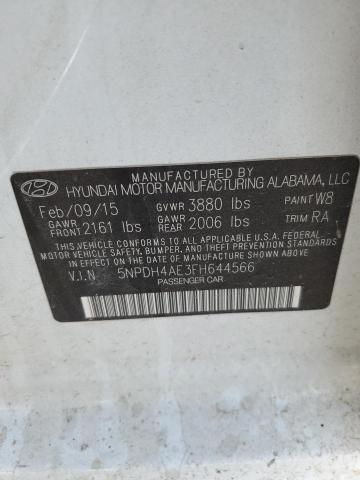 MANUFACTURED BY
HYUNDAI MOTOR MANUFACTURING ALABAMA, LLC
Feb/09/15 GVWR 3880 lbs PAINT W8
GAWR FRONT 2161 lbs GAWR REAR 2006 lbs TRIM RA
THIS VEHICLE CONFORMS TO ALL APPLICABLE U.S.A. FEDERAL
MOTOR VEHICLE SAFETY, BUMPER, AND THEFT PREVENTION
STANDARDS IN EFFECT ON THE DATE OF MANUFACTURE SHOWN ABOVE.
V.I.N 5NPDH4AE3FH644566
PASSENGER CAR